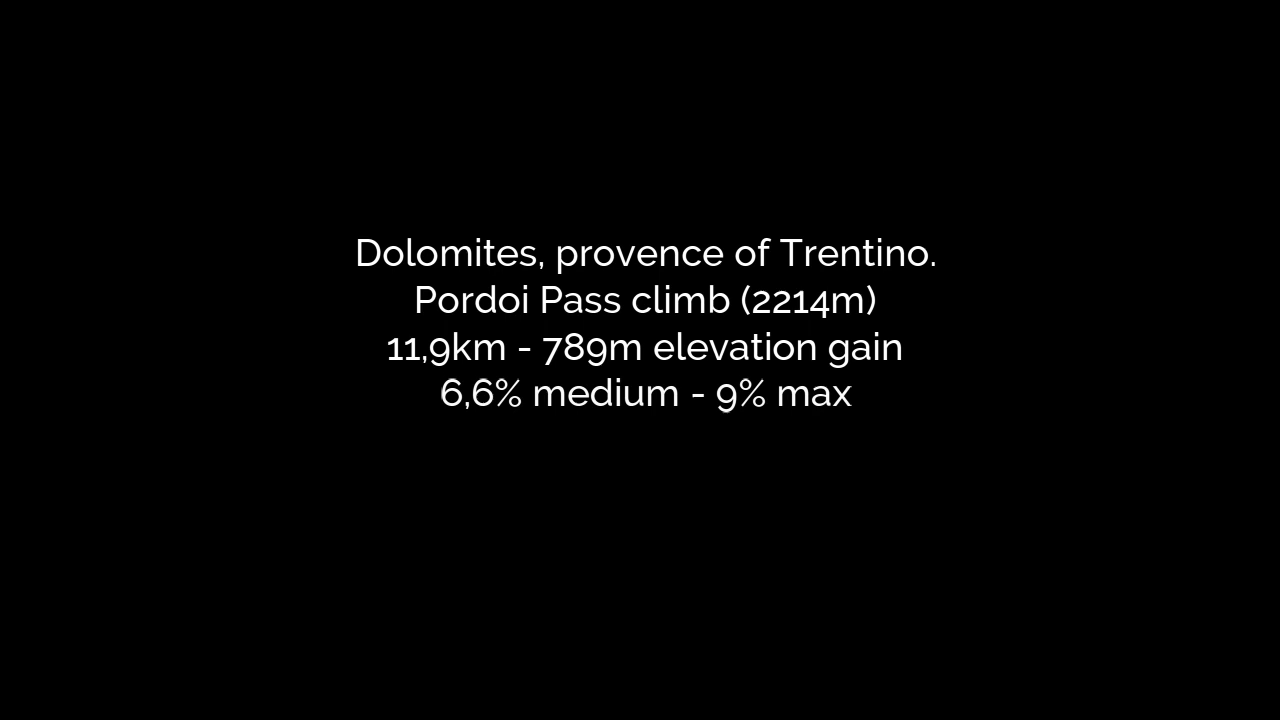 Dolomites, provence of Trentino.
Pordoi Pass climb (2214m)
11,9km - 789m elevation gain
6,6% medium - 9% max